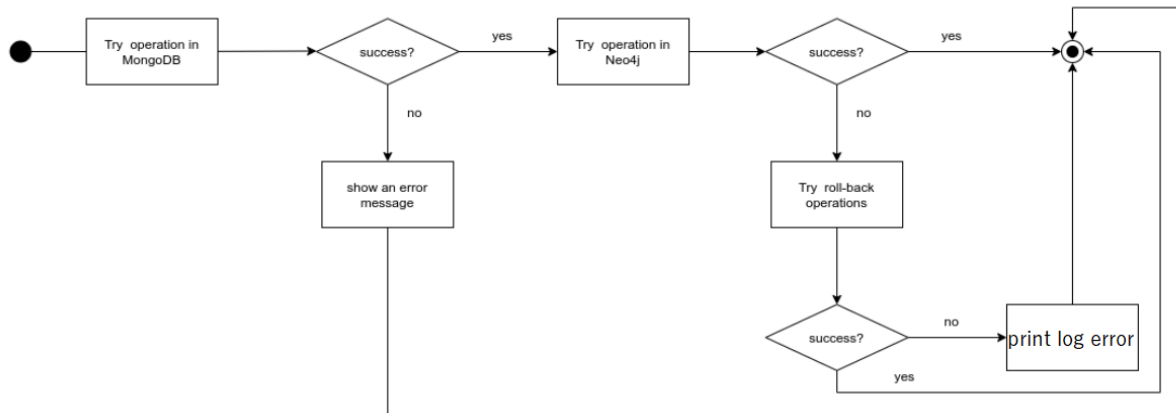 Try operation in
MongoDB
success?
yes
Try operation in
Neo4j
success?
yes
no
no
show an error
message
Try roll-back
operations
success?
no
print log error
yes